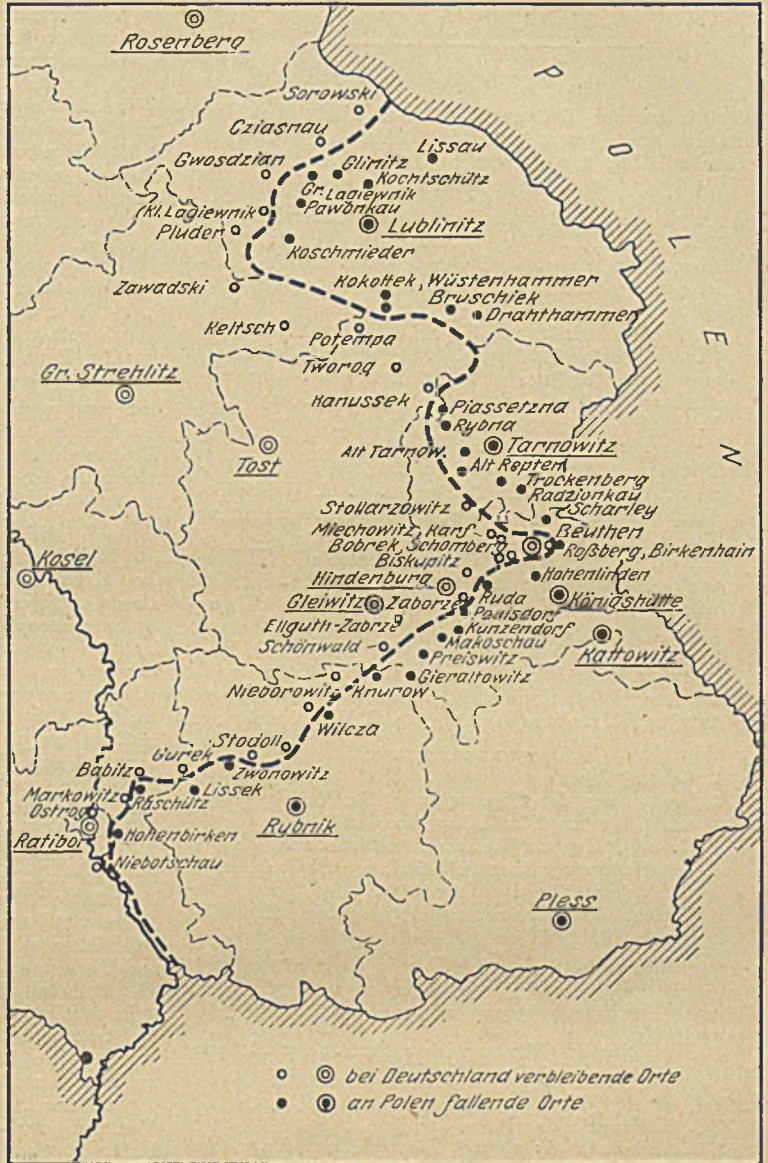 Rosenberg
P
O
L
E
N
Sorowski
Cziasnau
Lissau
Gwosdzian
Glinitz
Kochtschütz
Gr. Lagiewnik
Kl. Lagiewnik
Pawonkau
Pluder
Lublinitz
Koschmieder
Zawadski
Kokottek, Wüstenhammer
Bruschiek
Drahthammer
Keltsch
Potempa
Tworog
Gr. Strehlitz
Hanussek
Piassetzna
Rybna
Tost
Alt Tarnow.
Tarnowitz
Alt Repten
Trockenberg
Radzionkau
Stollarzowitz
Scharley
Miechowitz, Karf
Beuthen
Bobrek, Schomberg
Roßberg, Birkenhain
Biskupitz
Kosel
Hindenburg
Hohenlinden
Gleiwitz
Zaborze
Ruda
Königshütte
Paulsdorf
Ellguth-Zabrze
Kunzendorf
Schönwald
Makoschau
Kattowitz
Preiswitz
Gieraltowitz
Nieborowitz
Knurow
Wilcza
Stodoll
Gurek
Zwonowitz
Babitz
Markowitz
Raschütz
Lissek
Ostrog
Rybnik
Ratibor
Hohenbirken
Niebotschau
Pless
bei Deutschland verbleibende Orte
an Polen fallende Orte